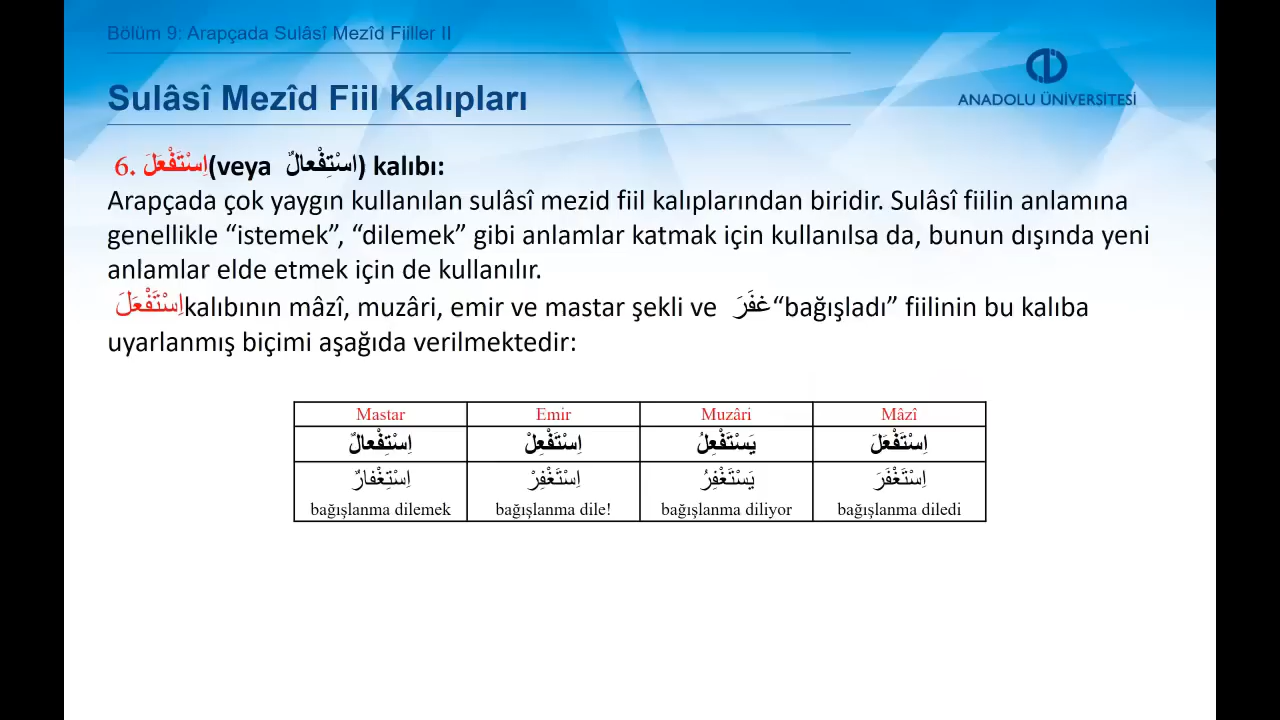 Bölüm 9: Arapçada Sulâsî Mezîd Fiiller II
Sulâsî Mezîd Fiil Kalıpları
ANADOLU ÜNİVERSİTESİ
6. اِسْتَفْعَلَ (veya اسْتِفْعالٌ) kalıbı:
Arapçada çok yaygın kullanılan sulâsî mezid fiil kalıplarından biridir. Sulâsî fiilin anlamına
genellikle “istemek”, “dilemek” gibi anlamlar katmak için kullanılsa da, bunun dışında yeni
anlamlar elde etmek için de kullanılır.
اِسْتَفْعَلَ kalıbının mâzî, muzâri, emir ve mastar şekli ve غفَرَ “bağışladı” fiilinin bu kalıba
uyarlanmış biçimi aşağıda verilmektedir:
Mastar Emir Muzâri Mâzî
اِسْتِفْعالٌ اِسْتَفْعِلْ يَسْتَفْعِلُ اِسْتَفْعَلَ
اِسْتِغْفارٌ اِسْتَغْفِرْ يَسْتَغْفِرُ اِسْتَغْفَرَ
bağışlanma dilemek bağışlanma dile! bağışlanma diliyor bağışlanma diledi